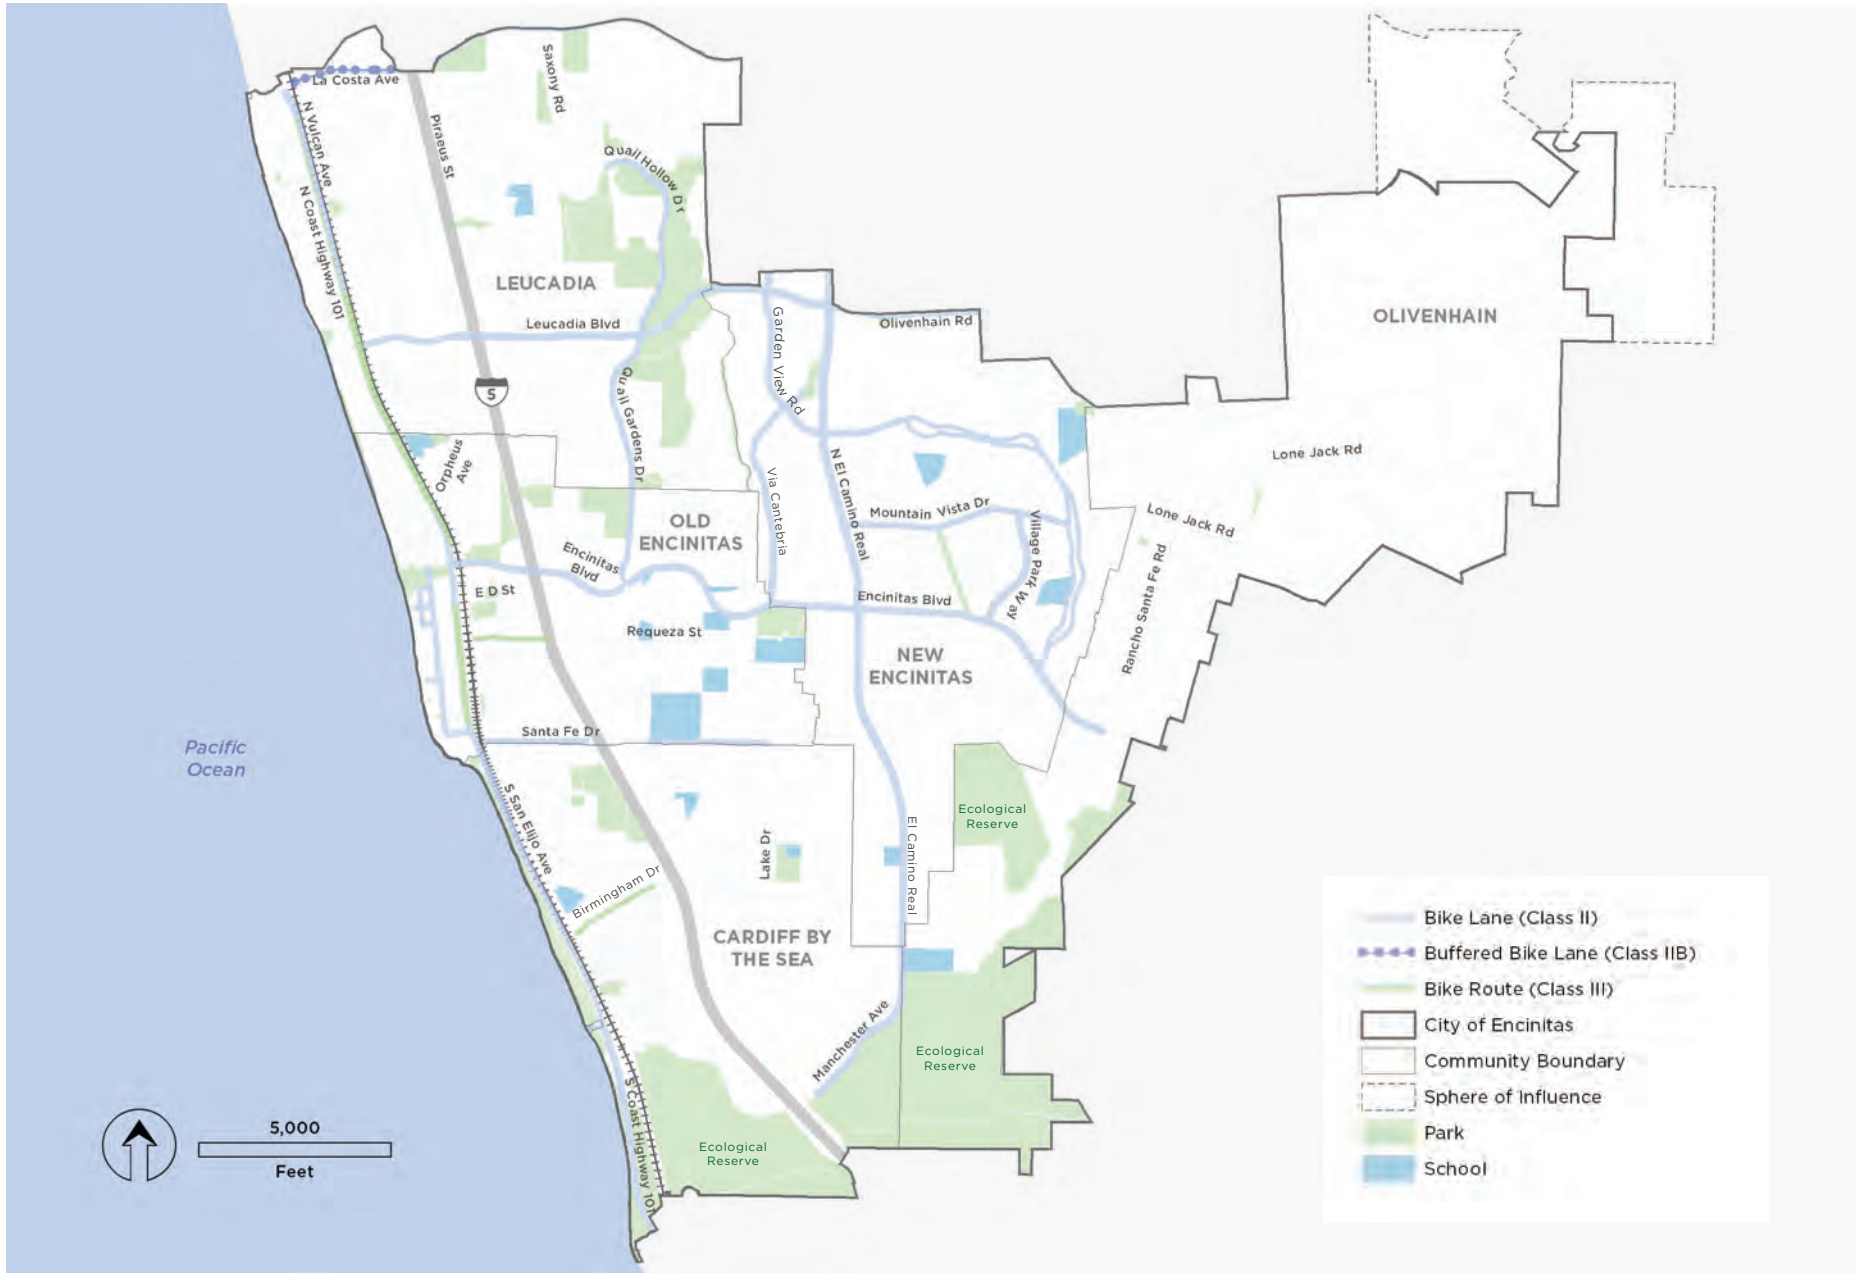 La Costa Ave
Saxony Rd
N Vulcan Ave
Piraeus St
Quail Hollow Dr
N Coast Highway 101
LEUCADIA
Leucadia Blvd
Garden View Rd
Olivenhain Rd
OLIVENHAIN
5
Quail Gardens Dr
Orpheus
Ave
Lone Jack Rd
Via Cantebria
N El Camino Real
Mountain Vista Dr
Village Park Way
Lone Jack Rd
OLD
ENCINITAS
Encinitas
Blvd
Rancho Santa Fe Rd
E D St
Encinitas Blvd
Requeza St
NEW
ENCINITAS
Santa Fe Dr
Pacific
Ocean
S San Elijo Ave
Ecological
Reserve
Lake Dr
El Camino Real
Birmingham Dr
CARDIFF BY
THE SEA
Manchester Ave
Ecological
Reserve
S Coast Highway 101
Ecological
Reserve
5,000
Feet
Bike Lane (Class II)
Buffered Bike Lane (Class IIB)
Bike Route (Class III)
City of Encinitas
Community Boundary
Sphere of Influence
Park
School